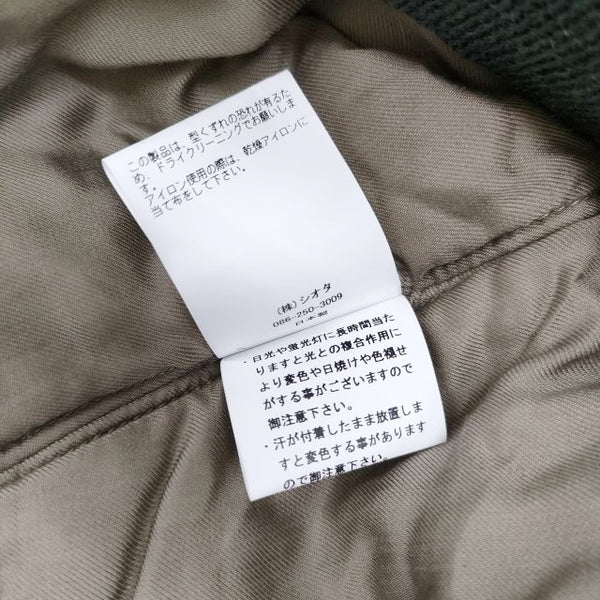 この製品は、型くずれの恐れが有るた
め、ドライクリーニングでお願いしま
す。
アイロン使用の際は、乾燥アイロンに
当て布をして下さい。
(株)シオタ
086-250-3009
日本製
・日光や蛍光灯に長時間当た
りますと光との複合作用に
より変色や日焼けや色褪せ
がする事がございますので
御注意下さい。
・汗が付着したまま放置しま
すと変色する事があります
ので御注意下さい。